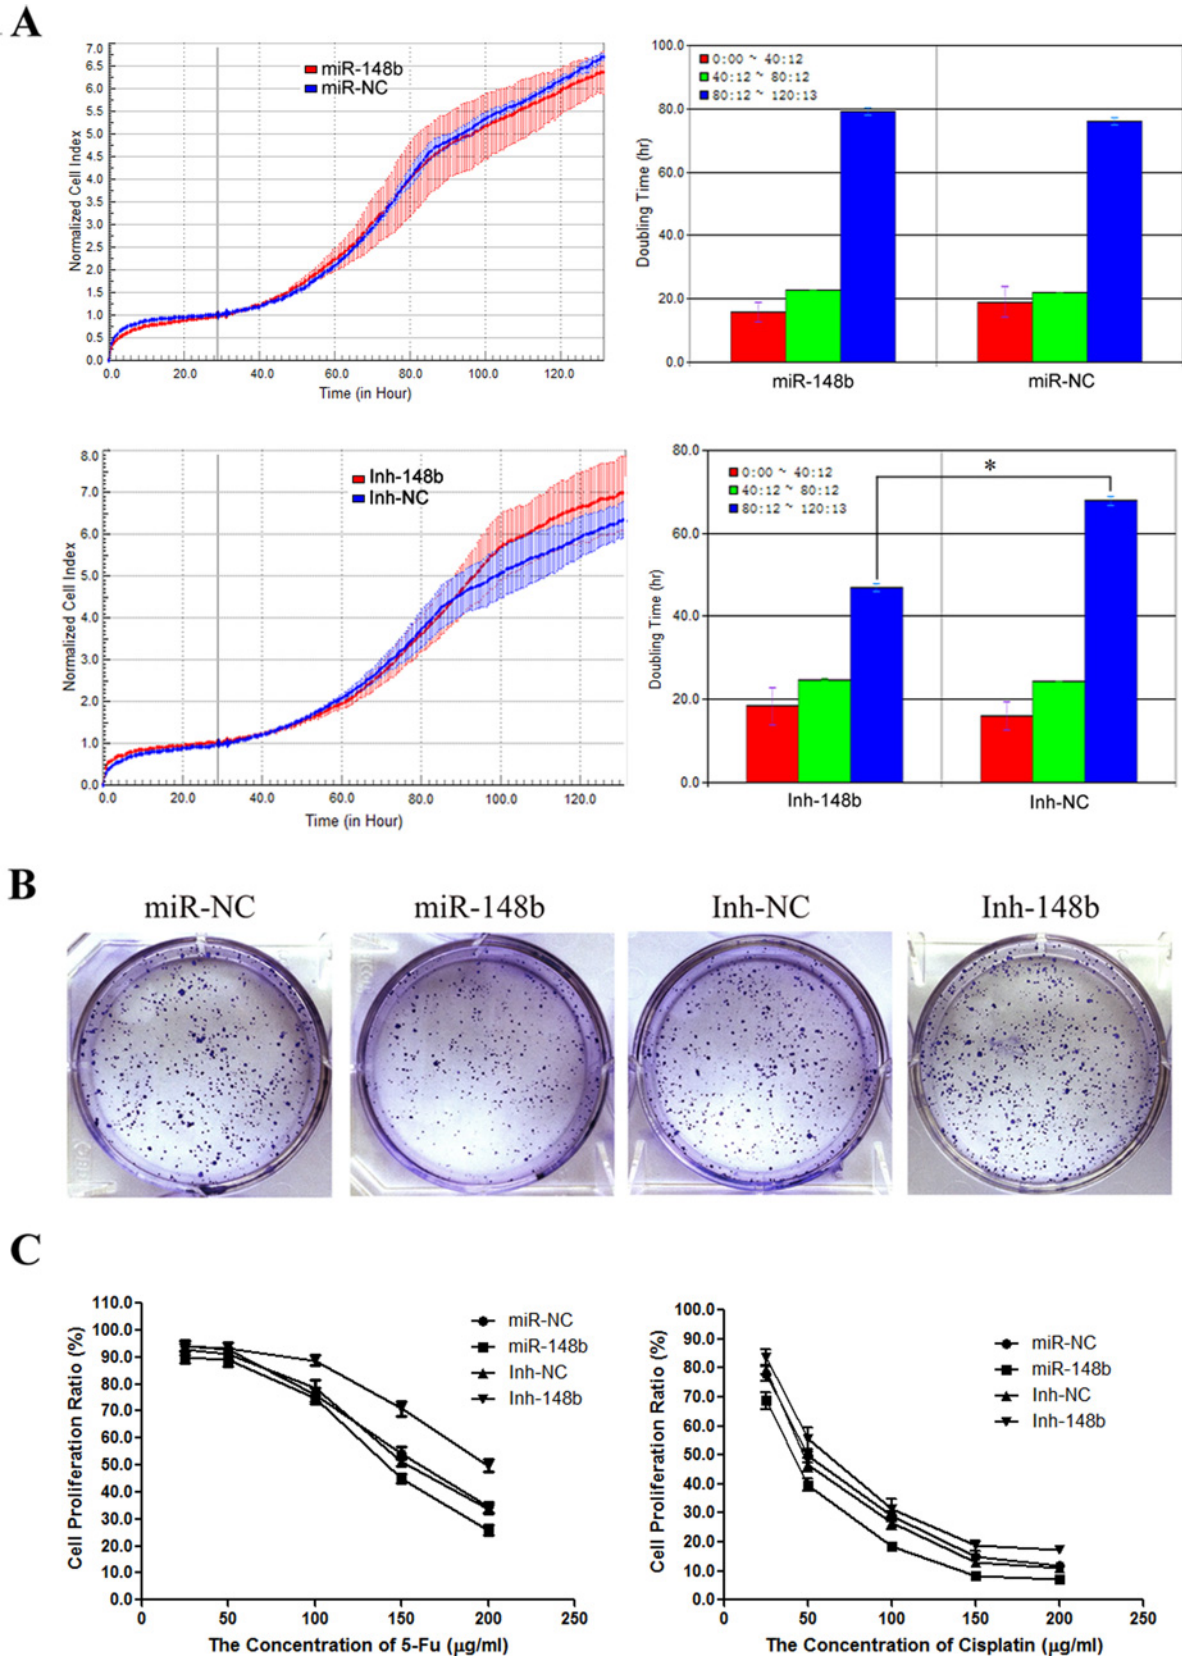 A
7.0
6.5
6.0
5.5
5.0
4.5
4.0
3.5
3.0
2.5
2.0
1.5
1.0
0.5
0.0
Normalized Cell Index
miR-148b
miR-NC
0.0 20.0 40.0 60.0 80.0 100.0 120.0
Time (in Hour)
100.0
80.0
60.0
40.0
20.0
0.0
Doubling Time (hr)
0:00 ~ 40:12
40:12 ~ 80:12
80:12 ~ 120:13
miR-148b miR-NC
8.0
7.0
6.0
5.0
4.0
3.0
2.0
1.0
0.0
Normalized Cell Index
Inh-148b
Inh-NC
0.0 20.0 40.0 60.0 80.0 100.0 120.0
Time (in Hour)
80.0
60.0
40.0
20.0
0.0
Doubling Time (hr)
0:00 ~ 40:12
40:12 ~ 80:12
80:12 ~ 120:13
*
Inh-148b Inh-NC
B
miR-NC miR-148b Inh-NC Inh-148b
C
110.0
100.0
90.0
80.0
70.0
60.0
50.0
40.0
30.0
20.0
10.0
0.0
Cell Proliferation Ratio (%)
miR-NC
miR-148b
Inh-NC
Inh-148b
0 50 100 150 200 250
The Concentration of 5-Fu (μg/ml)
100.0
90.0
80.0
70.0
60.0
50.0
40.0
30.0
20.0
10.0
0.0
Cell Proliferation Ratio (%)
miR-NC
miR-148b
Inh-NC
Inh-148b
0 50 100 150 200 250
The Concentration of Cisplatin (μg/ml)